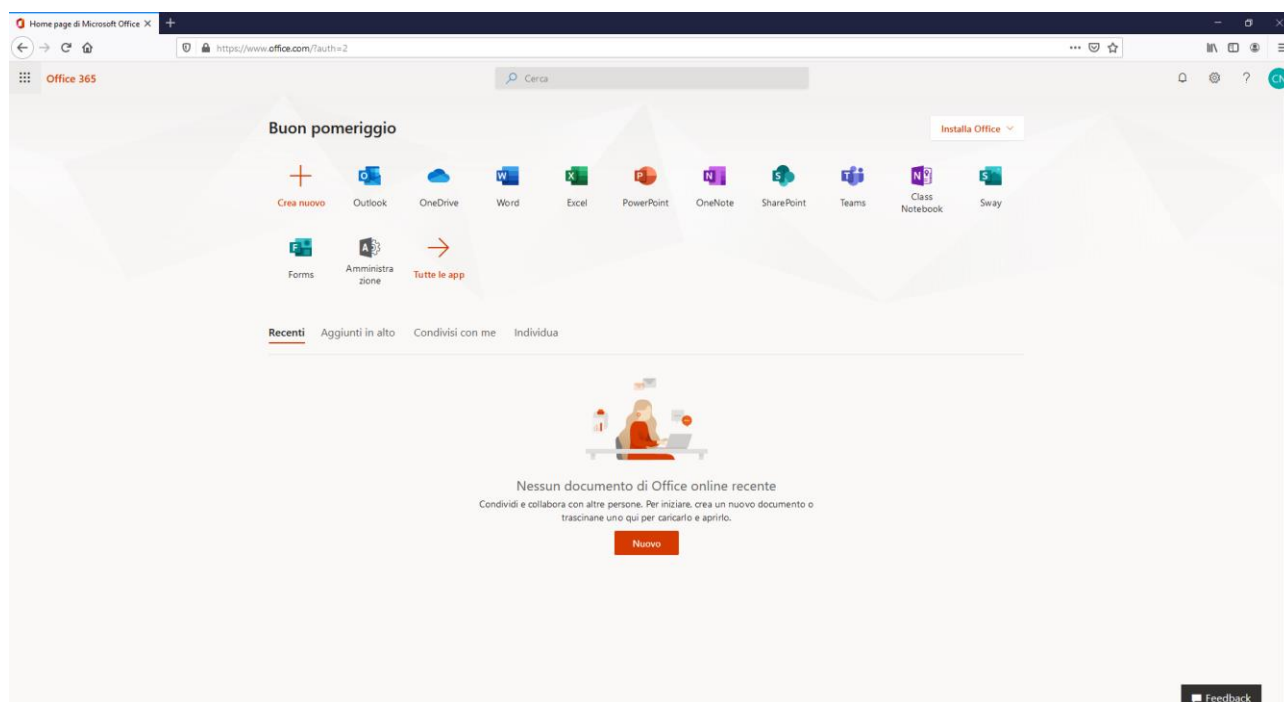 Home page di Microsoft Office
https://www.office.com/?auth=2
Office 365
Cerca
CN
Buon pomeriggio
Installa Office
Crea nuovo
Outlook
OneDrive
Word
Excel
PowerPoint
OneNote
SharePoint
Teams
Class
Notebook
Sway
Forms
Amministra
zione
Tutte le app
Recenti Aggiunti in alto Condivisi con me Individua
Nessun documento di Office online recente
Condividi e collabora con altre persone. Per iniziare, crea un nuovo documento o
trascinane uno qui per caricarlo e aprirlo.
Nuovo
Feedback